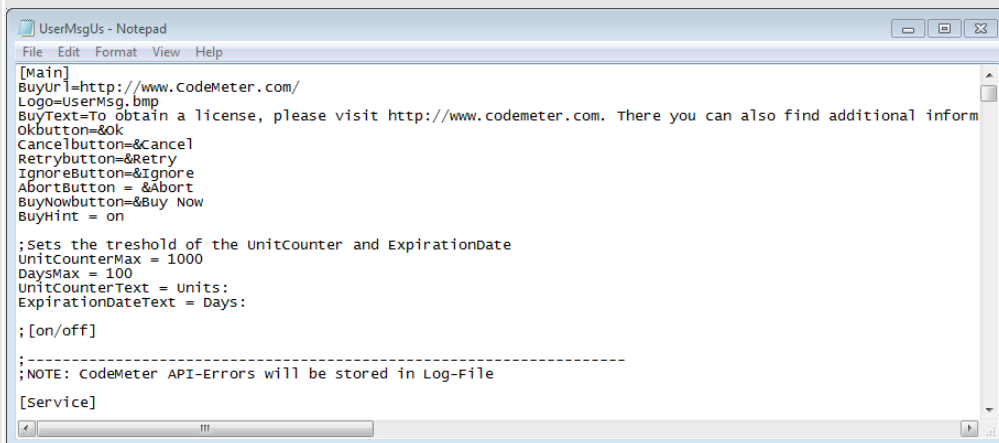 UserMsgUs - Notepad
File Edit Format View Help
[Main]
BuyUrl=http://www.CodeMeter.com/
Logo=UserMsg.bmp
BuyText=To obtain a license, please visit http://www.codemeter.com. There you can also find additional inform
Okbutton=&Ok
Cancelbutton=&Cancel
Retrybutton=&Retry
IgnoreButton=&Ignore
AbortButton = &Abort
BuyNowbutton=&Buy Now
BuyHint = on
;Sets the treshold of the UnitCounter and ExpirationDate
UnitCounterMax = 1000
DaysMax = 100
UnitCounterText = Units:
ExpirationDateText = Days:
;[on/off]
;--------------------------------------------------------------------
;NOTE: CodeMeter API-Errors will be stored in Log-File
[Service]